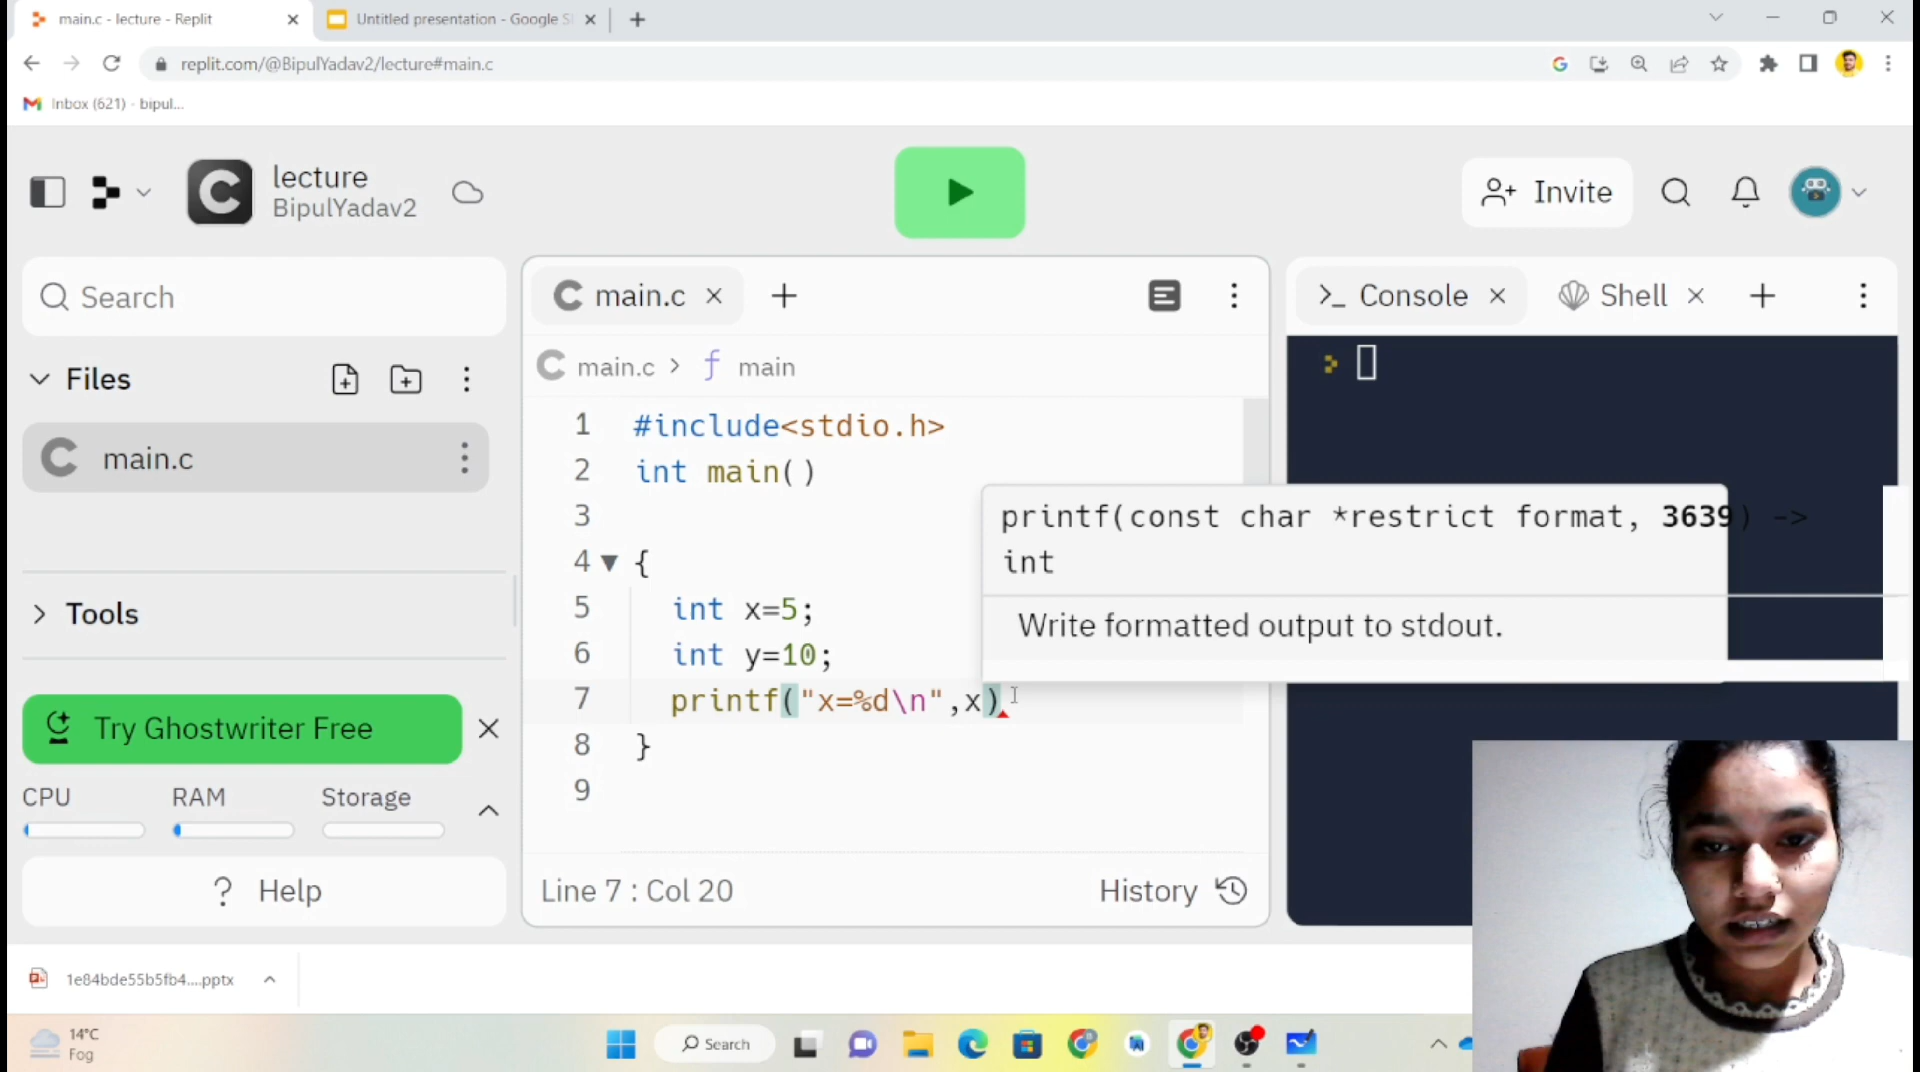 main.c - lecture - Replit
Untitled presentation - Google S
replit.com/@BipulYadav2/lecture#main.c
Inbox (621) - bipul...
lecture
BipulYadav2
Invite
Search
main.c
Console
Shell
Files
main.c > f main
main.c
1 #include<stdio.h>
2 int main()
3
4 {
5 int x=5;
6 int y=10;
7 printf("x=%d\n",x)
8 }
9
printf(const char *restrict format, 3639) ->
int
Write formatted output to stdout.
Tools
Try Ghostwriter Free
CPU RAM Storage
? Help
Line 7 : Col 20
History
1e84bde55b5fb4....pptx
14°C
Fog
Search